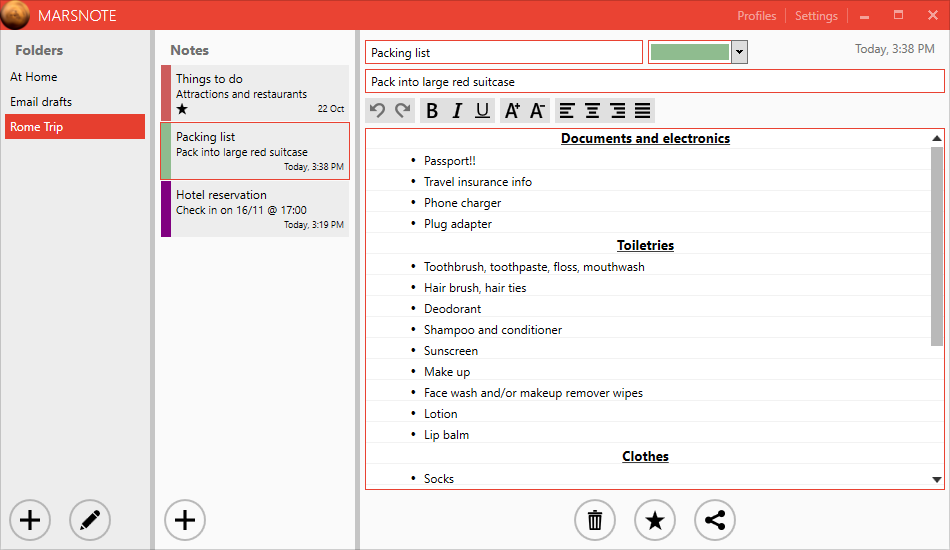 MARSNOTE
Profiles
Settings
Folders
At Home
Email drafts
Rome Trip
Notes
Things to do
Attractions and restaurants
22 Oct
Packing list
Pack into large red suitcase
Today, 3:38 PM
Hotel reservation
Check in on 16/11 @ 17:00
Today, 3:19 PM
Packing list
Today, 3:38 PM
Pack into large red suitcase
B I U A+ A-
Documents and electronics
• Passport!!
• Travel insurance info
• Phone charger
• Plug adapter
Toiletries
• Toothbrush, toothpaste, floss, mouthwash
• Hair brush, hair ties
• Deodorant
• Shampoo and conditioner
• Sunscreen
• Make up
• Face wash and/or makeup remover wipes
• Lotion
• Lip balm
Clothes
• Socks